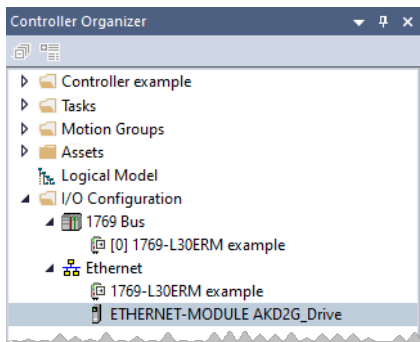 Controller Organizer
Controller example
Tasks
Motion Groups
Assets
Logical Model
I/O Configuration
1769 Bus
[0] 1769-L30ERM example
Ethernet
1769-L30ERM example
ETHERNET-MODULE AKD2G_Drive